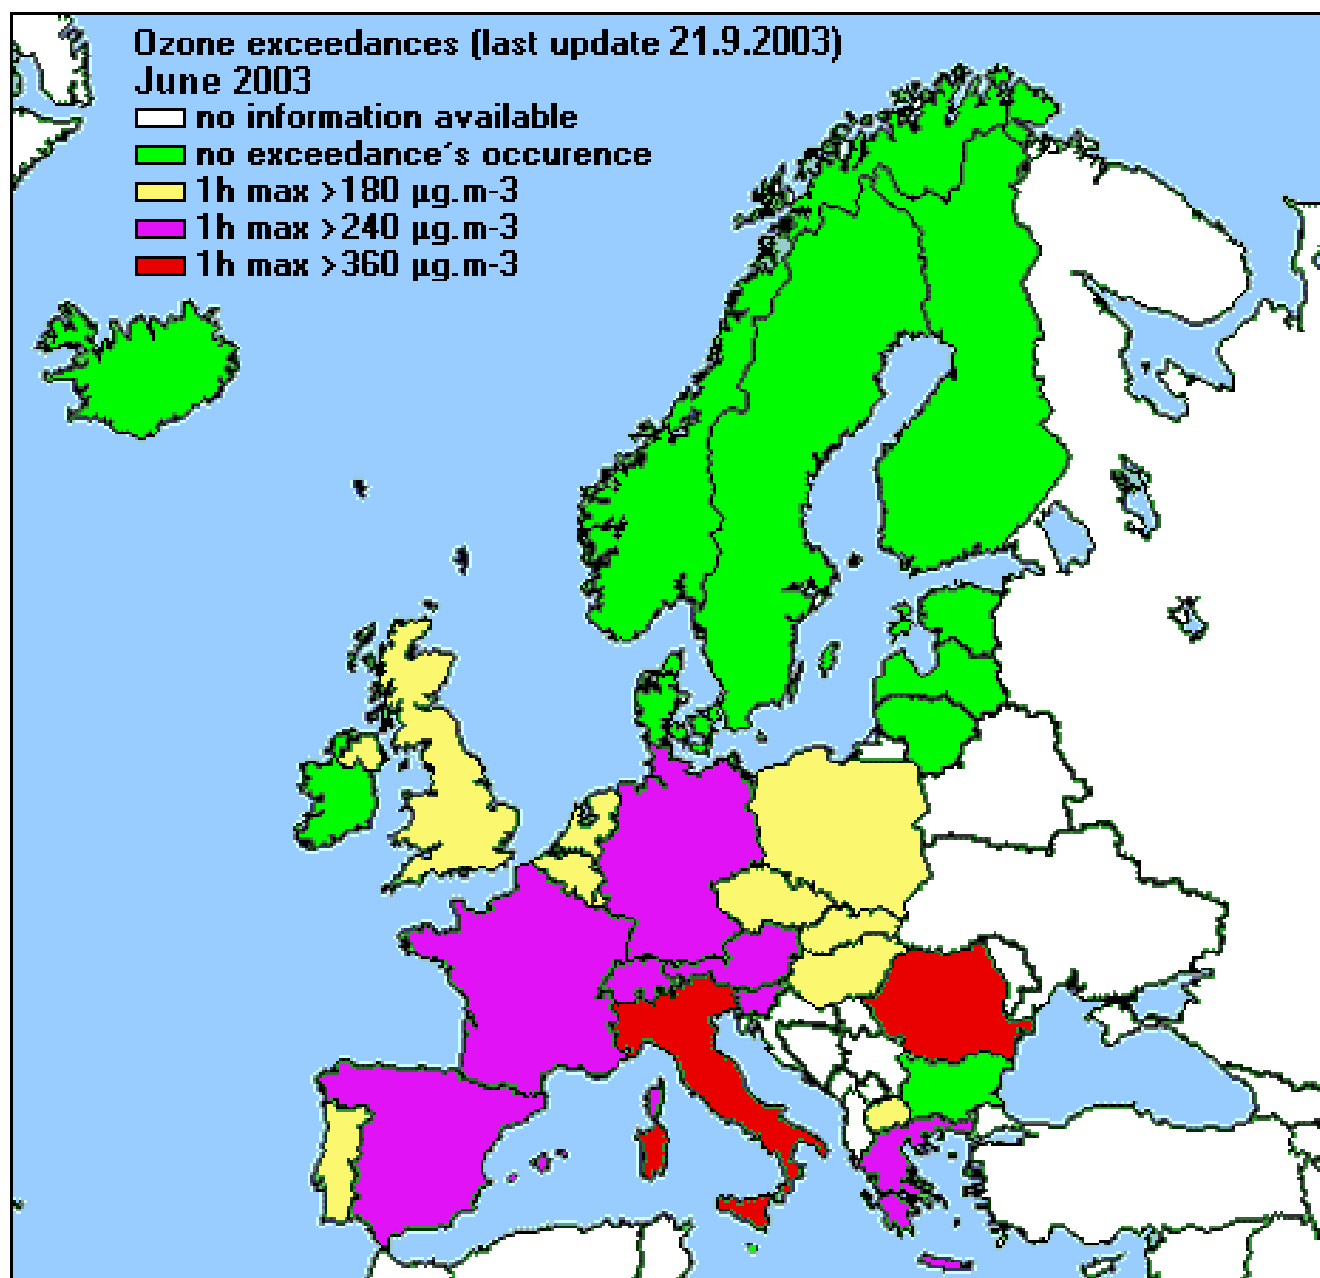 Ozone exceedances (last update 21.9.2003)
June 2003
no information available
no exceedance´s occurence
1h max >180 µg.m-3
1h max >240 µg.m-3
1h max >360 µg.m-3